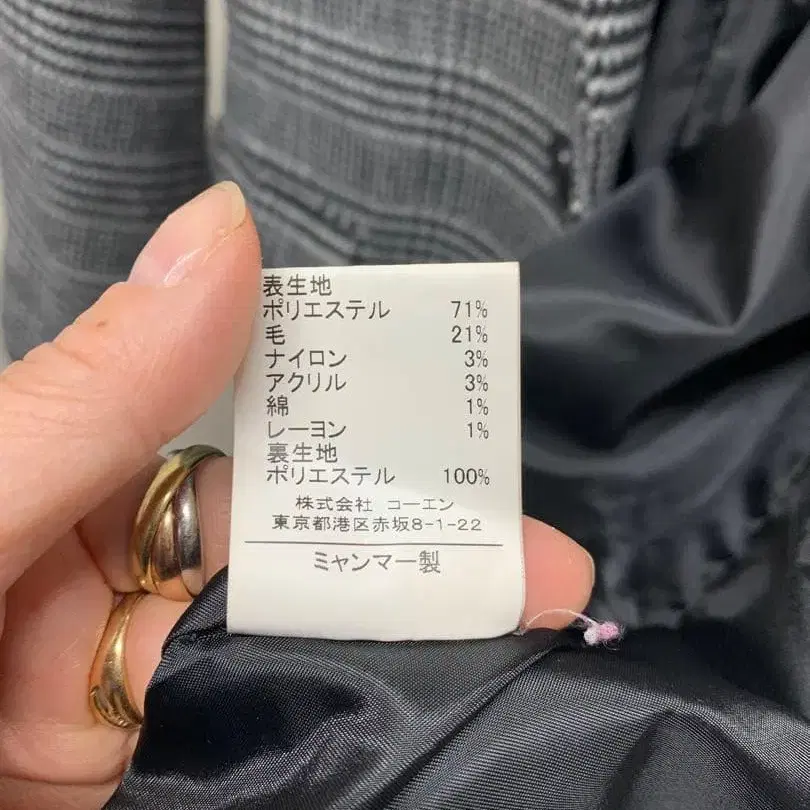 表生地
ポリエステル 71%
毛 21%
ナイロン 3%
アクリル 3%
綿 1%
レーヨン 1%
裏生地
ポリエステル 100%
株式会社 コーエン
東京都港区赤坂8-1-22
ミャンマー製